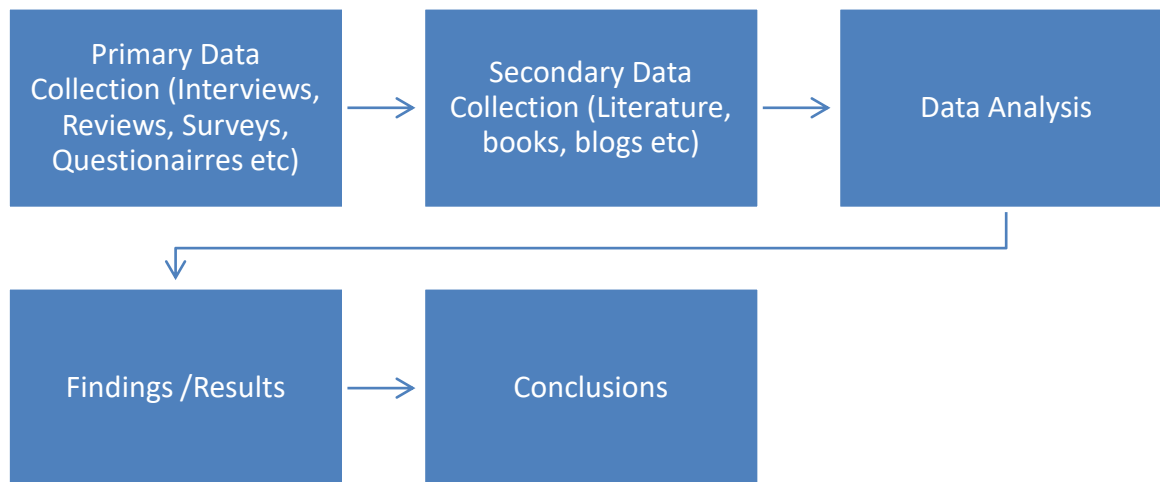 Primary Data
Collection (Interviews,
Reviews, Surveys,
Questionairres etc)
Secondary Data
Collection (Literature,
books, blogs etc)
Data Analysis
Findings /Results
Conclusions